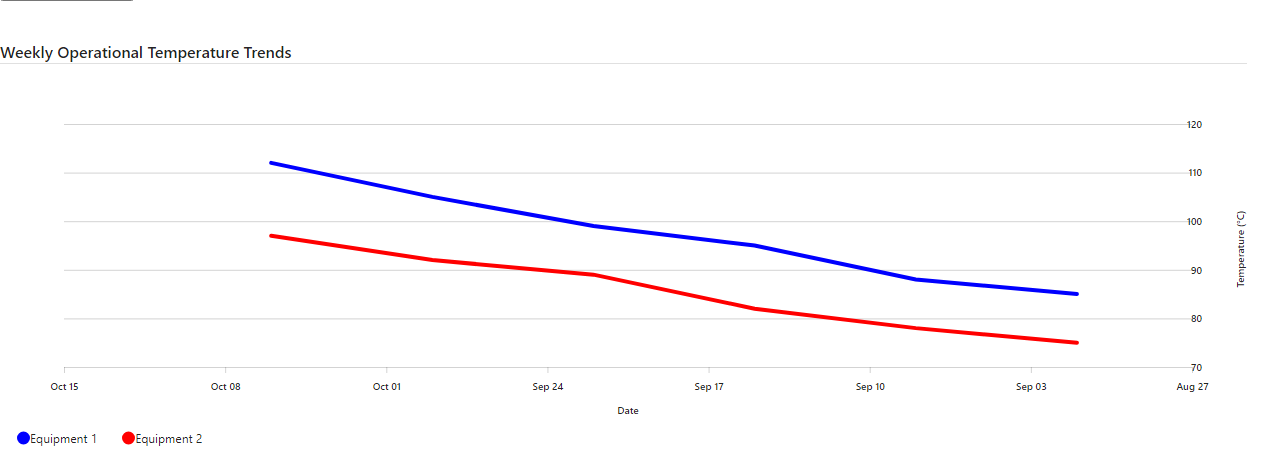 Weekly Operational Temperature Trends
120
110
100
90
80
70
Temperature (°C)
Oct 15 Oct 08 Oct 01 Sep 24 Sep 17 Sep 10 Sep 03 Aug 27
Date
Equipment 1 Equipment 2